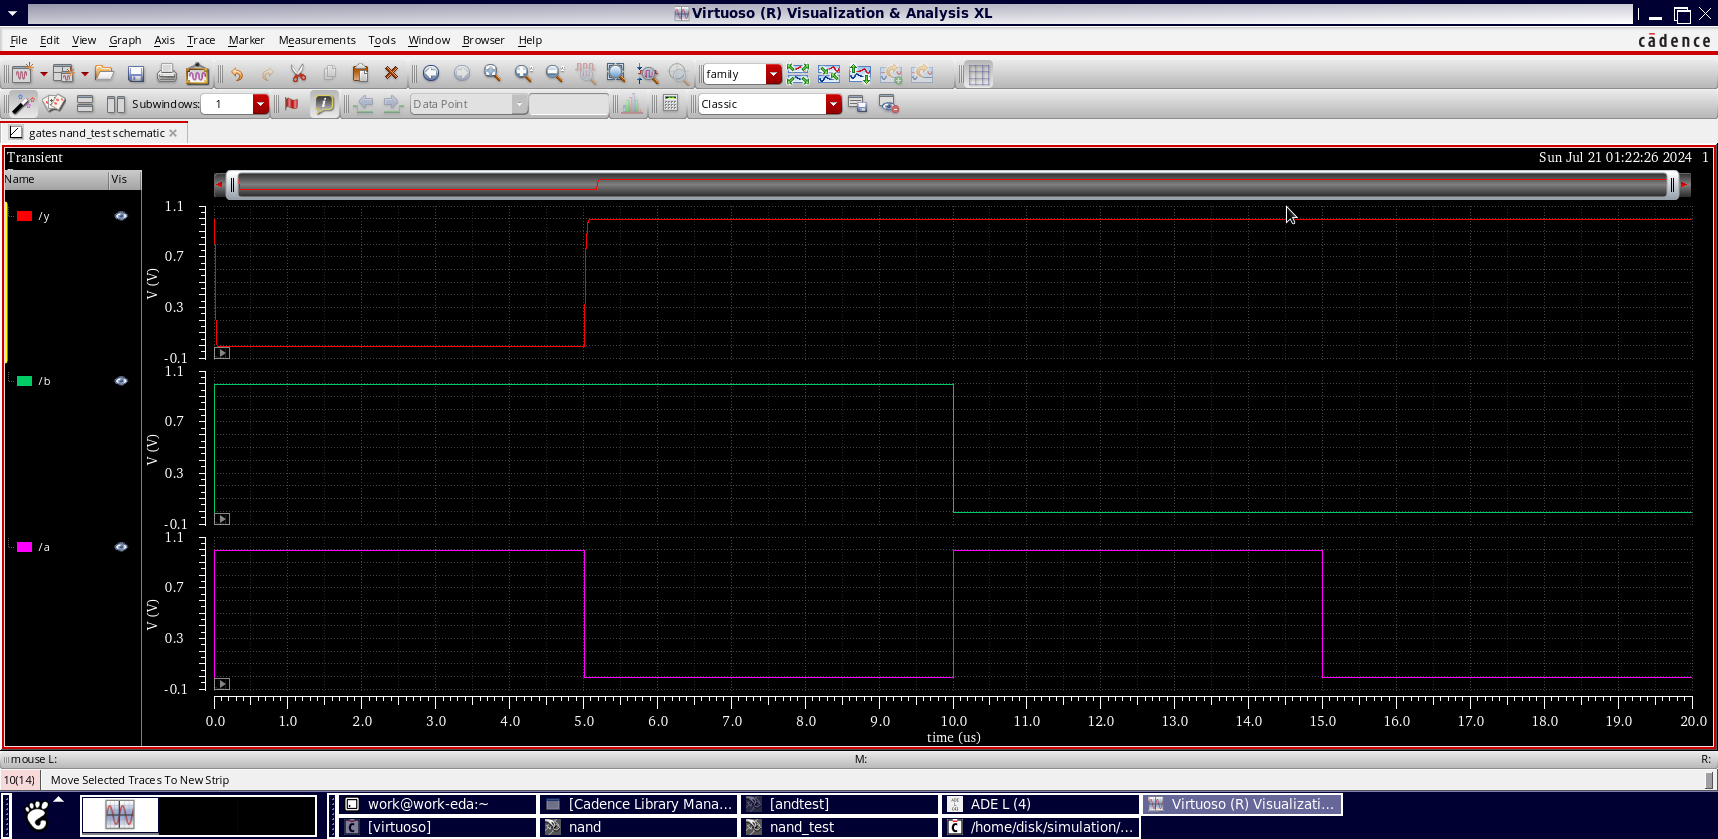 Virtuoso (R) Visualization & Analysis XL
File Edit View Graph Axis Trace Marker Measurements Tools Window Browser Help
cādence
family
Subwindows: 1
Data Point
Classic
gates nand_test schematic
Transient
Sun Jul 21 01:22:26 2024 1
Name Vis
/y
1.1
0.7
0.3
-0.1
V (V)
/b
1.1
0.7
0.3
-0.1
V (V)
/a
1.1
0.7
0.3
-0.1
V (V)
0.0 1.0 2.0 3.0 4.0 5.0 6.0 7.0 8.0 9.0 10.0 11.0 12.0 13.0 14.0 15.0 16.0 17.0 18.0 19.0 20.0
time (us)
mouse L: M: R:
10(14) Move Selected Traces To New Strip
work@work-eda:~ [Cadence Library Mana... [andtest] ADE L (4) Virtuoso (R) Visualizati...
[virtuoso] nand nand_test /home/disk/simulation/...